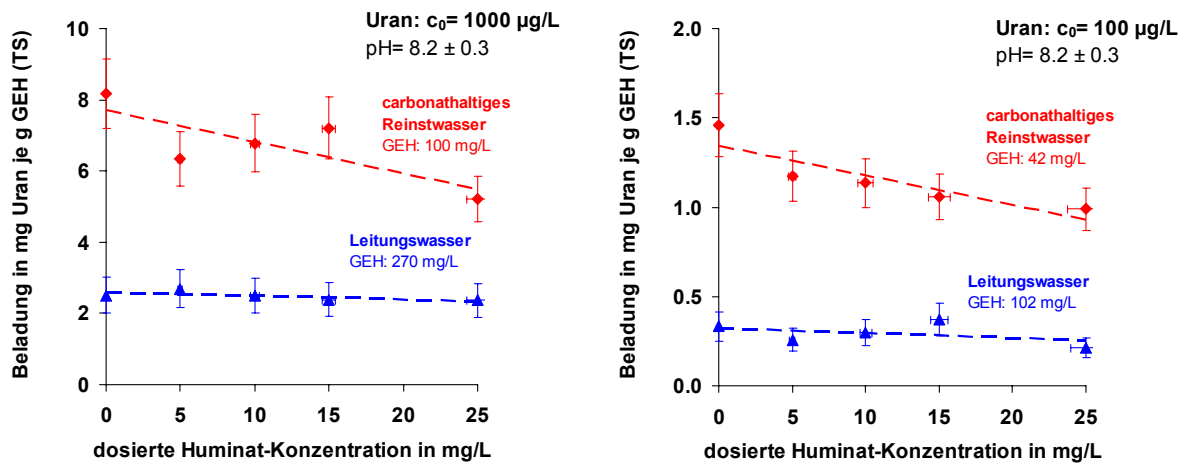 Uran: c₀= 1000 µg/L
pH= 8.2 ± 0.3
Beladung in mg Uran je g GEH (TS)
10
8
6
4
2
0
carbonathaltiges
Reinstwasser
GEH: 100 mg/L
Leitungswasser
GEH: 270 mg/L
0 5 10 15 20 25
dosierte Huminat-Konzentration in mg/L
Uran: c₀= 100 µg/L
pH= 8.2 ± 0.3
Beladung in mg Uran je g GEH (TS)
2.0
1.5
1.0
0.5
0.0
carbonathaltiges
Reinstwasser
GEH: 42 mg/L
Leitungswasser
GEH: 102 mg/L
0 5 10 15 20 25
dosierte Huminat-Konzentration in mg/L